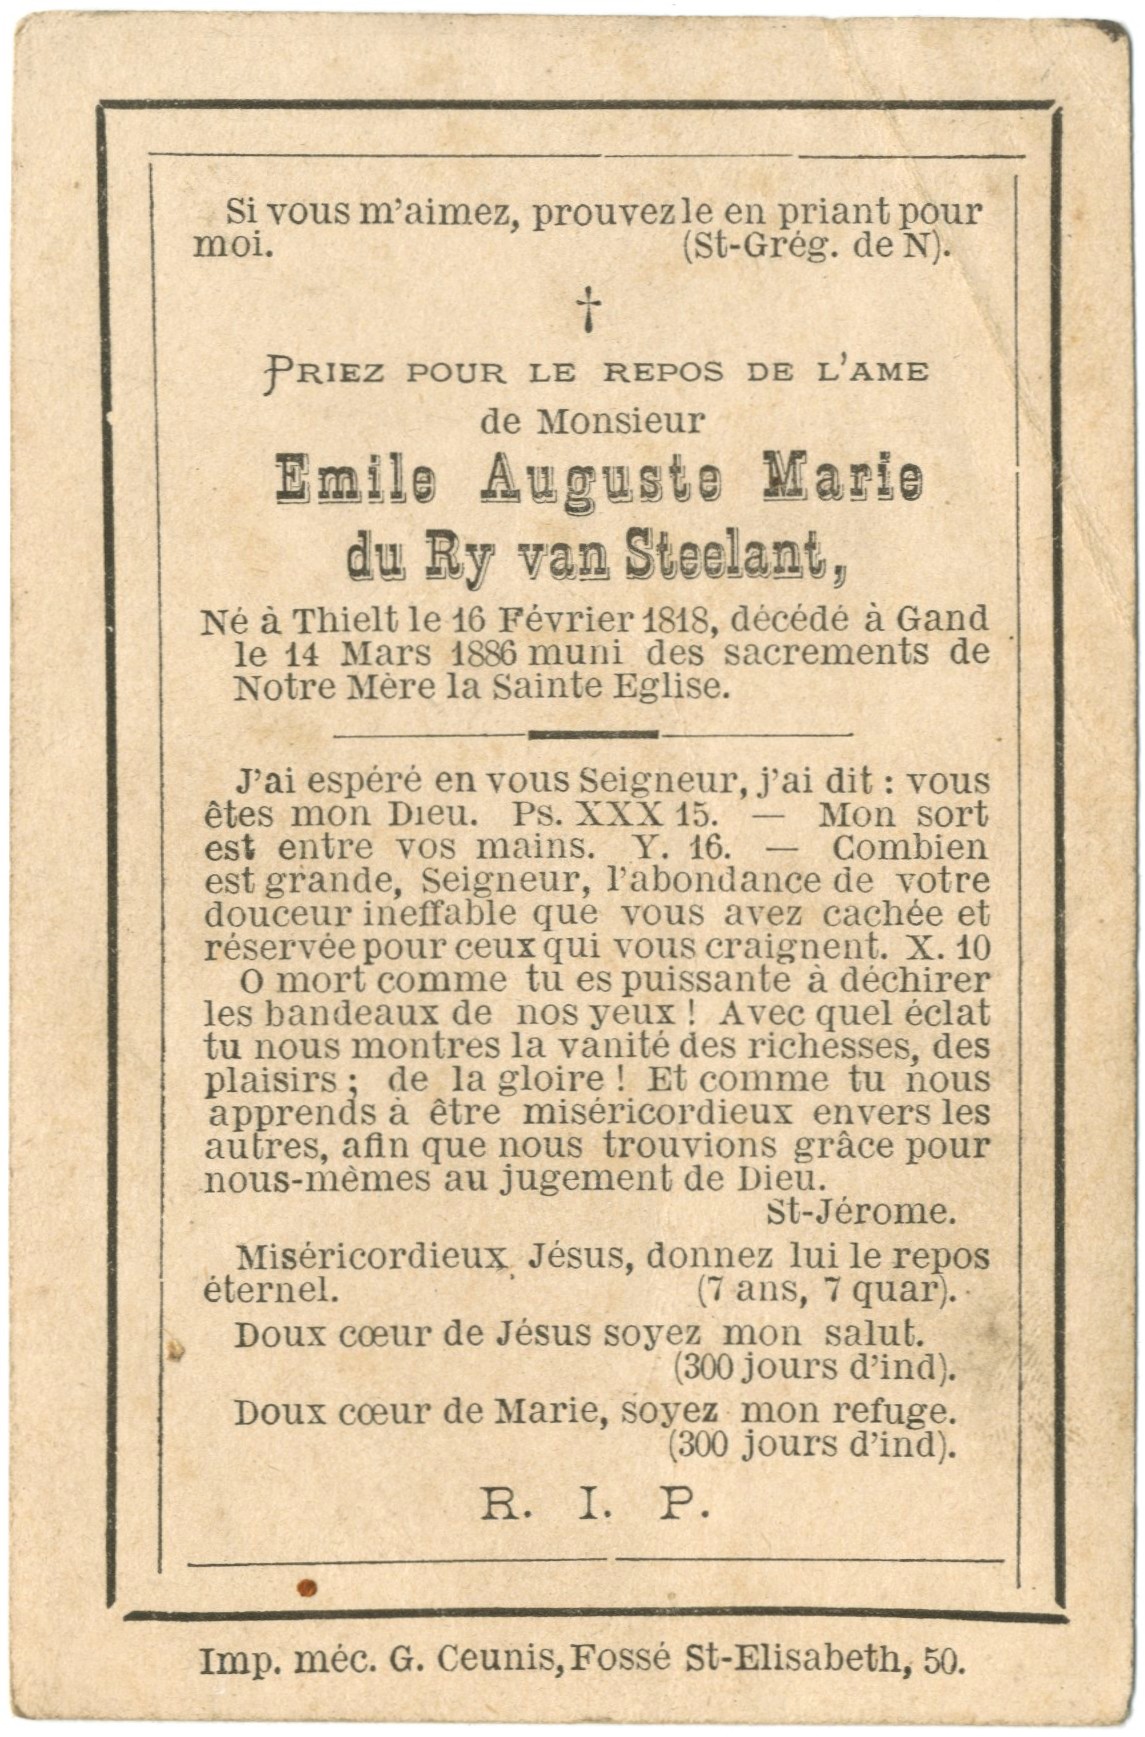 Si vous m'aimez, prouvez le en priant pour
moi. (St-Grég. de N).
†
PRIEZ POUR LE REPOS DE L'AME
de Monsieur
Emile Auguste Marie
du Ry van Steelant,
Né à Thielt le 16 Février 1818, décédé à Gand
le 14 Mars 1886 muni des sacrements de
Notre Mère la Sainte Eglise.
J'ai espéré en vous Seigneur, j'ai dit : vous
êtes mon Dieu. Ps. XXX 15. — Mon sort
est entre vos mains. Y. 16. — Combien
est grande, Seigneur, l'abondance de votre
douceur ineffable que vous avez cachée et
réservée pour ceux qui vous craignent. X. 10
O mort comme tu es puissante à déchirer
les bandeaux de nos yeux ! Avec quel éclat
tu nous montres la vanité des richesses, des
plaisirs ; de la gloire ! Et comme tu nous
apprends à être miséricordieux envers les
autres, afin que nous trouvions grâce pour
nous-mèmes au jugement de Dieu.
St-Jérome.
Miséricordieux Jésus, donnez lui le repos
éternel. (7 ans, 7 quar).
Doux cœur de Jésus soyez mon salut.
(300 jours d'ind).
Doux cœur de Marie, soyez mon refuge.
(300 jours d'ind).
R. I. P.
Imp. méc. G. Ceunis, Fossé St-Elisabeth, 50.